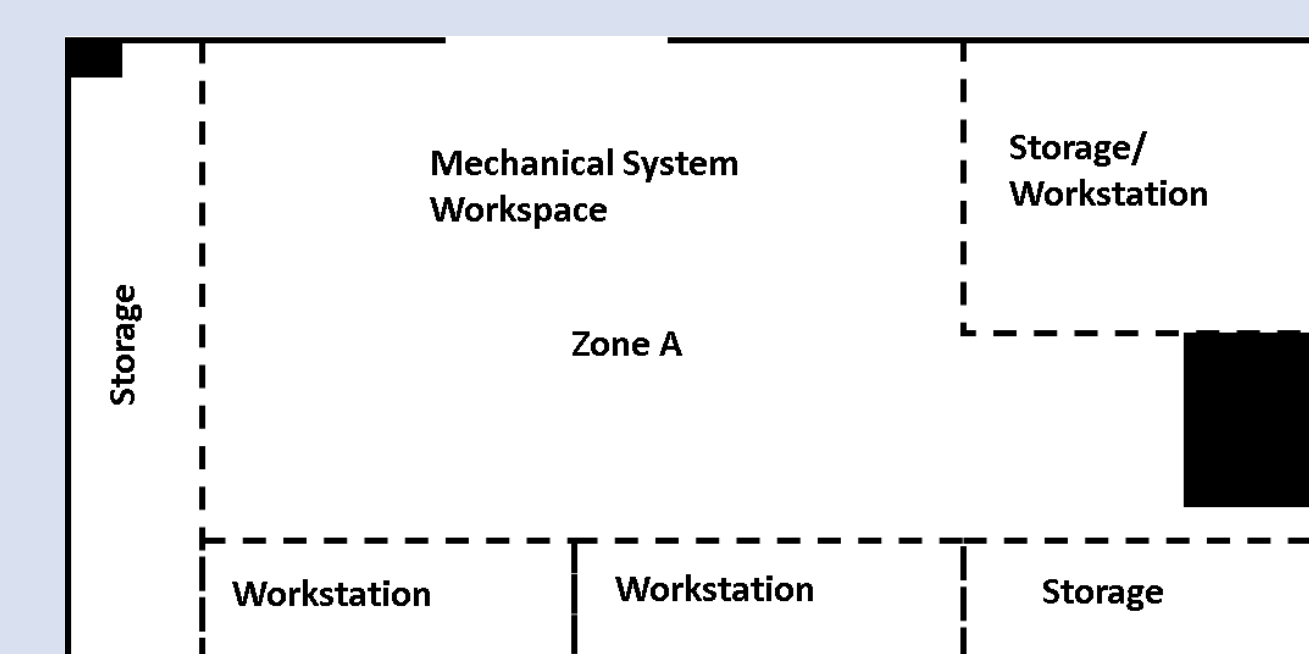 Mechanical System
Workspace
Storage/
Workstation
Storage
Zone A
Workstation
Workstation
Storage